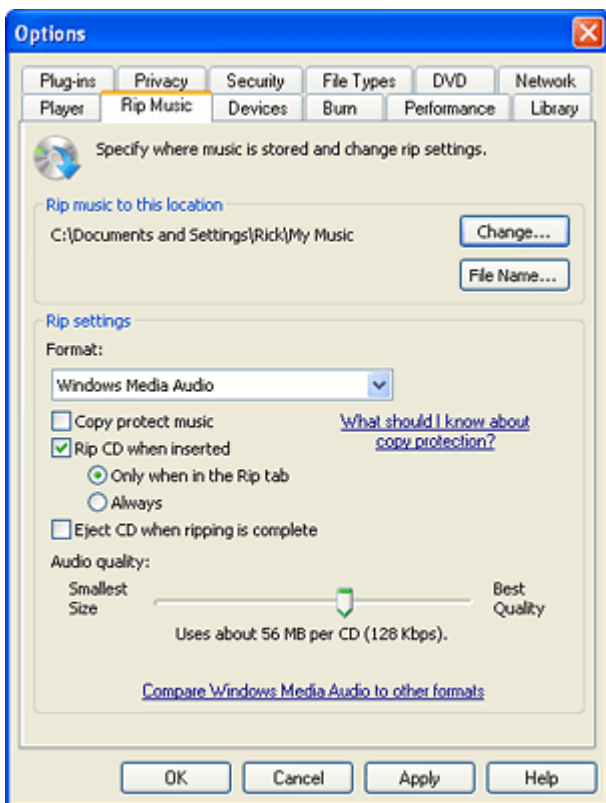 Options
Plug-ins Privacy Security File Types DVD Network
Player Rip Music Devices Burn Performance Library
Specify where music is stored and change rip settings.
Rip music to this location
C:\Documents and Settings\Rick\My Music
Change...
File Name...
Rip settings
Format:
Windows Media Audio
Copy protect music
What should I know about
copy protection?
Rip CD when inserted
Only when in the Rip tab
Always
Eject CD when ripping is complete
Audio quality:
Smallest
Size
Best
Quality
Uses about 56 MB per CD (128 Kbps).
Compare Windows Media Audio to other formats
OK Cancel Apply Help